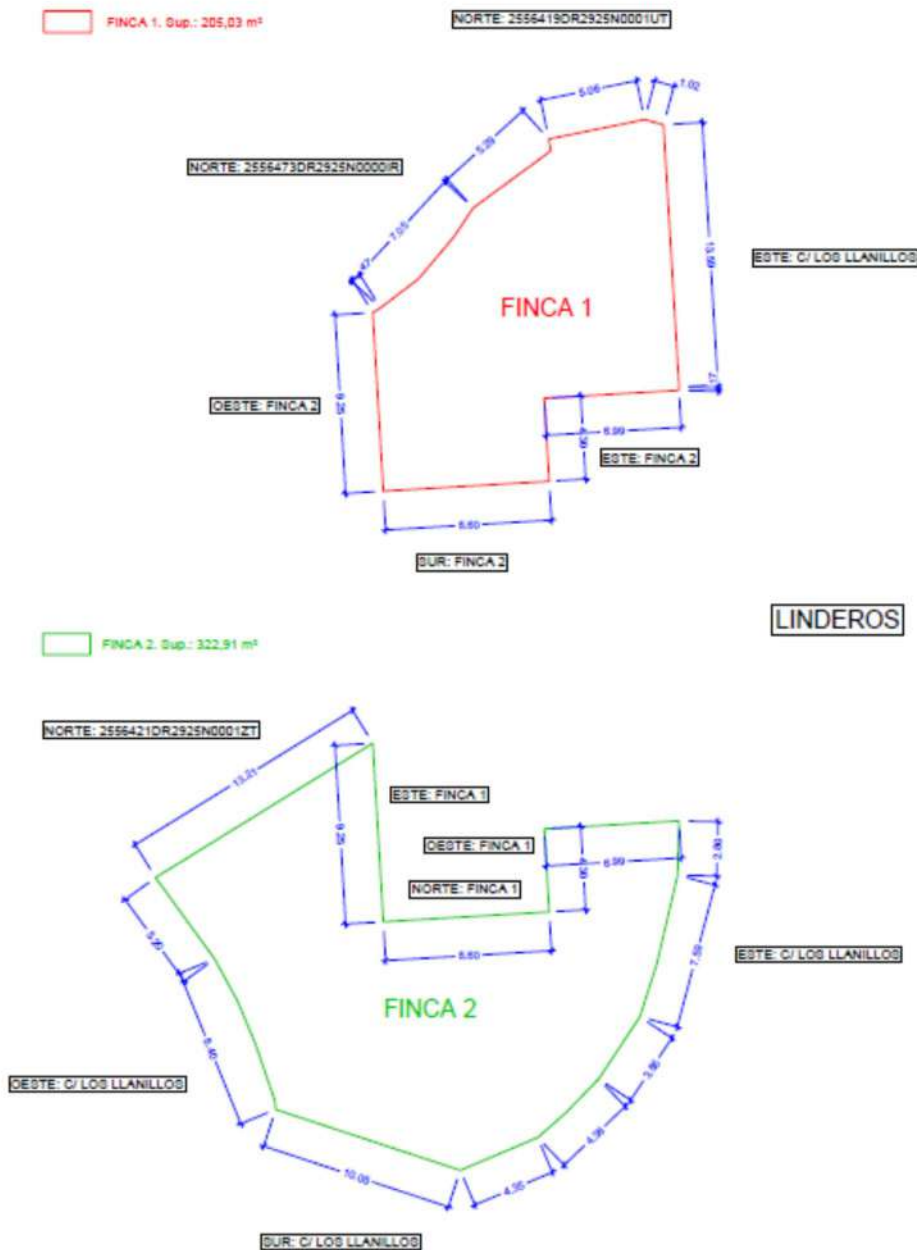 FINCA 1. Sup.: 205,03 m²
NORTE: 2556419DR2925N0001UT
5.06
1.02
5.29
NORTE: 2556473DR2925N0000IR
7.05
.47
13.69
ESTE: C/ LOS LLANILLOS
FINCA 1
.17
OESTE: FINCA 2
9.25
6.99
ESTE: FINCA 2
8.60
SUR: FINCA 2
LINDEROS
FINCA 2. Sup.: 322,91 m²
NORTE: 2556421DR2925N0001ZT
13.21
ESTE: FINCA 1
9.25
OESTE: FINCA 1
6.99
NORTE: FINCA 1
8.60
7.59
ESTE: C/ LOS LLANILLOS
FINCA 2
OESTE: C/ LOS LLANILLOS
10.05
4.35
SUR: C/ LOS LLANILLOS